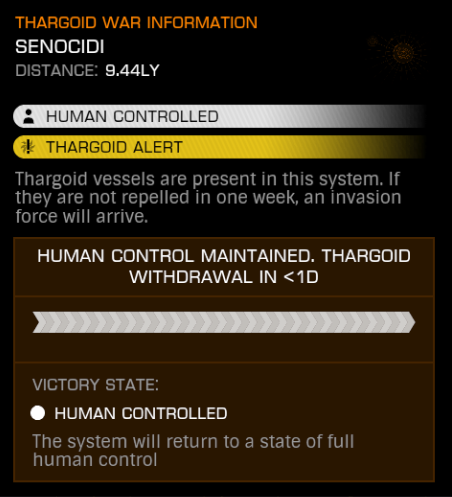 THARGOID WAR INFORMATION
SENOCIDI
DISTANCE: 9.44LY
HUMAN CONTROLLED
THARGOID ALERT
Thargoid vessels are present in this system. If
they are not repelled in one week, an invasion
force will arrive.
HUMAN CONTROL MAINTAINED. THARGOID
WITHDRAWAL IN <1D
VICTORY STATE:
HUMAN CONTROLLED
The system will return to a state of full
human control